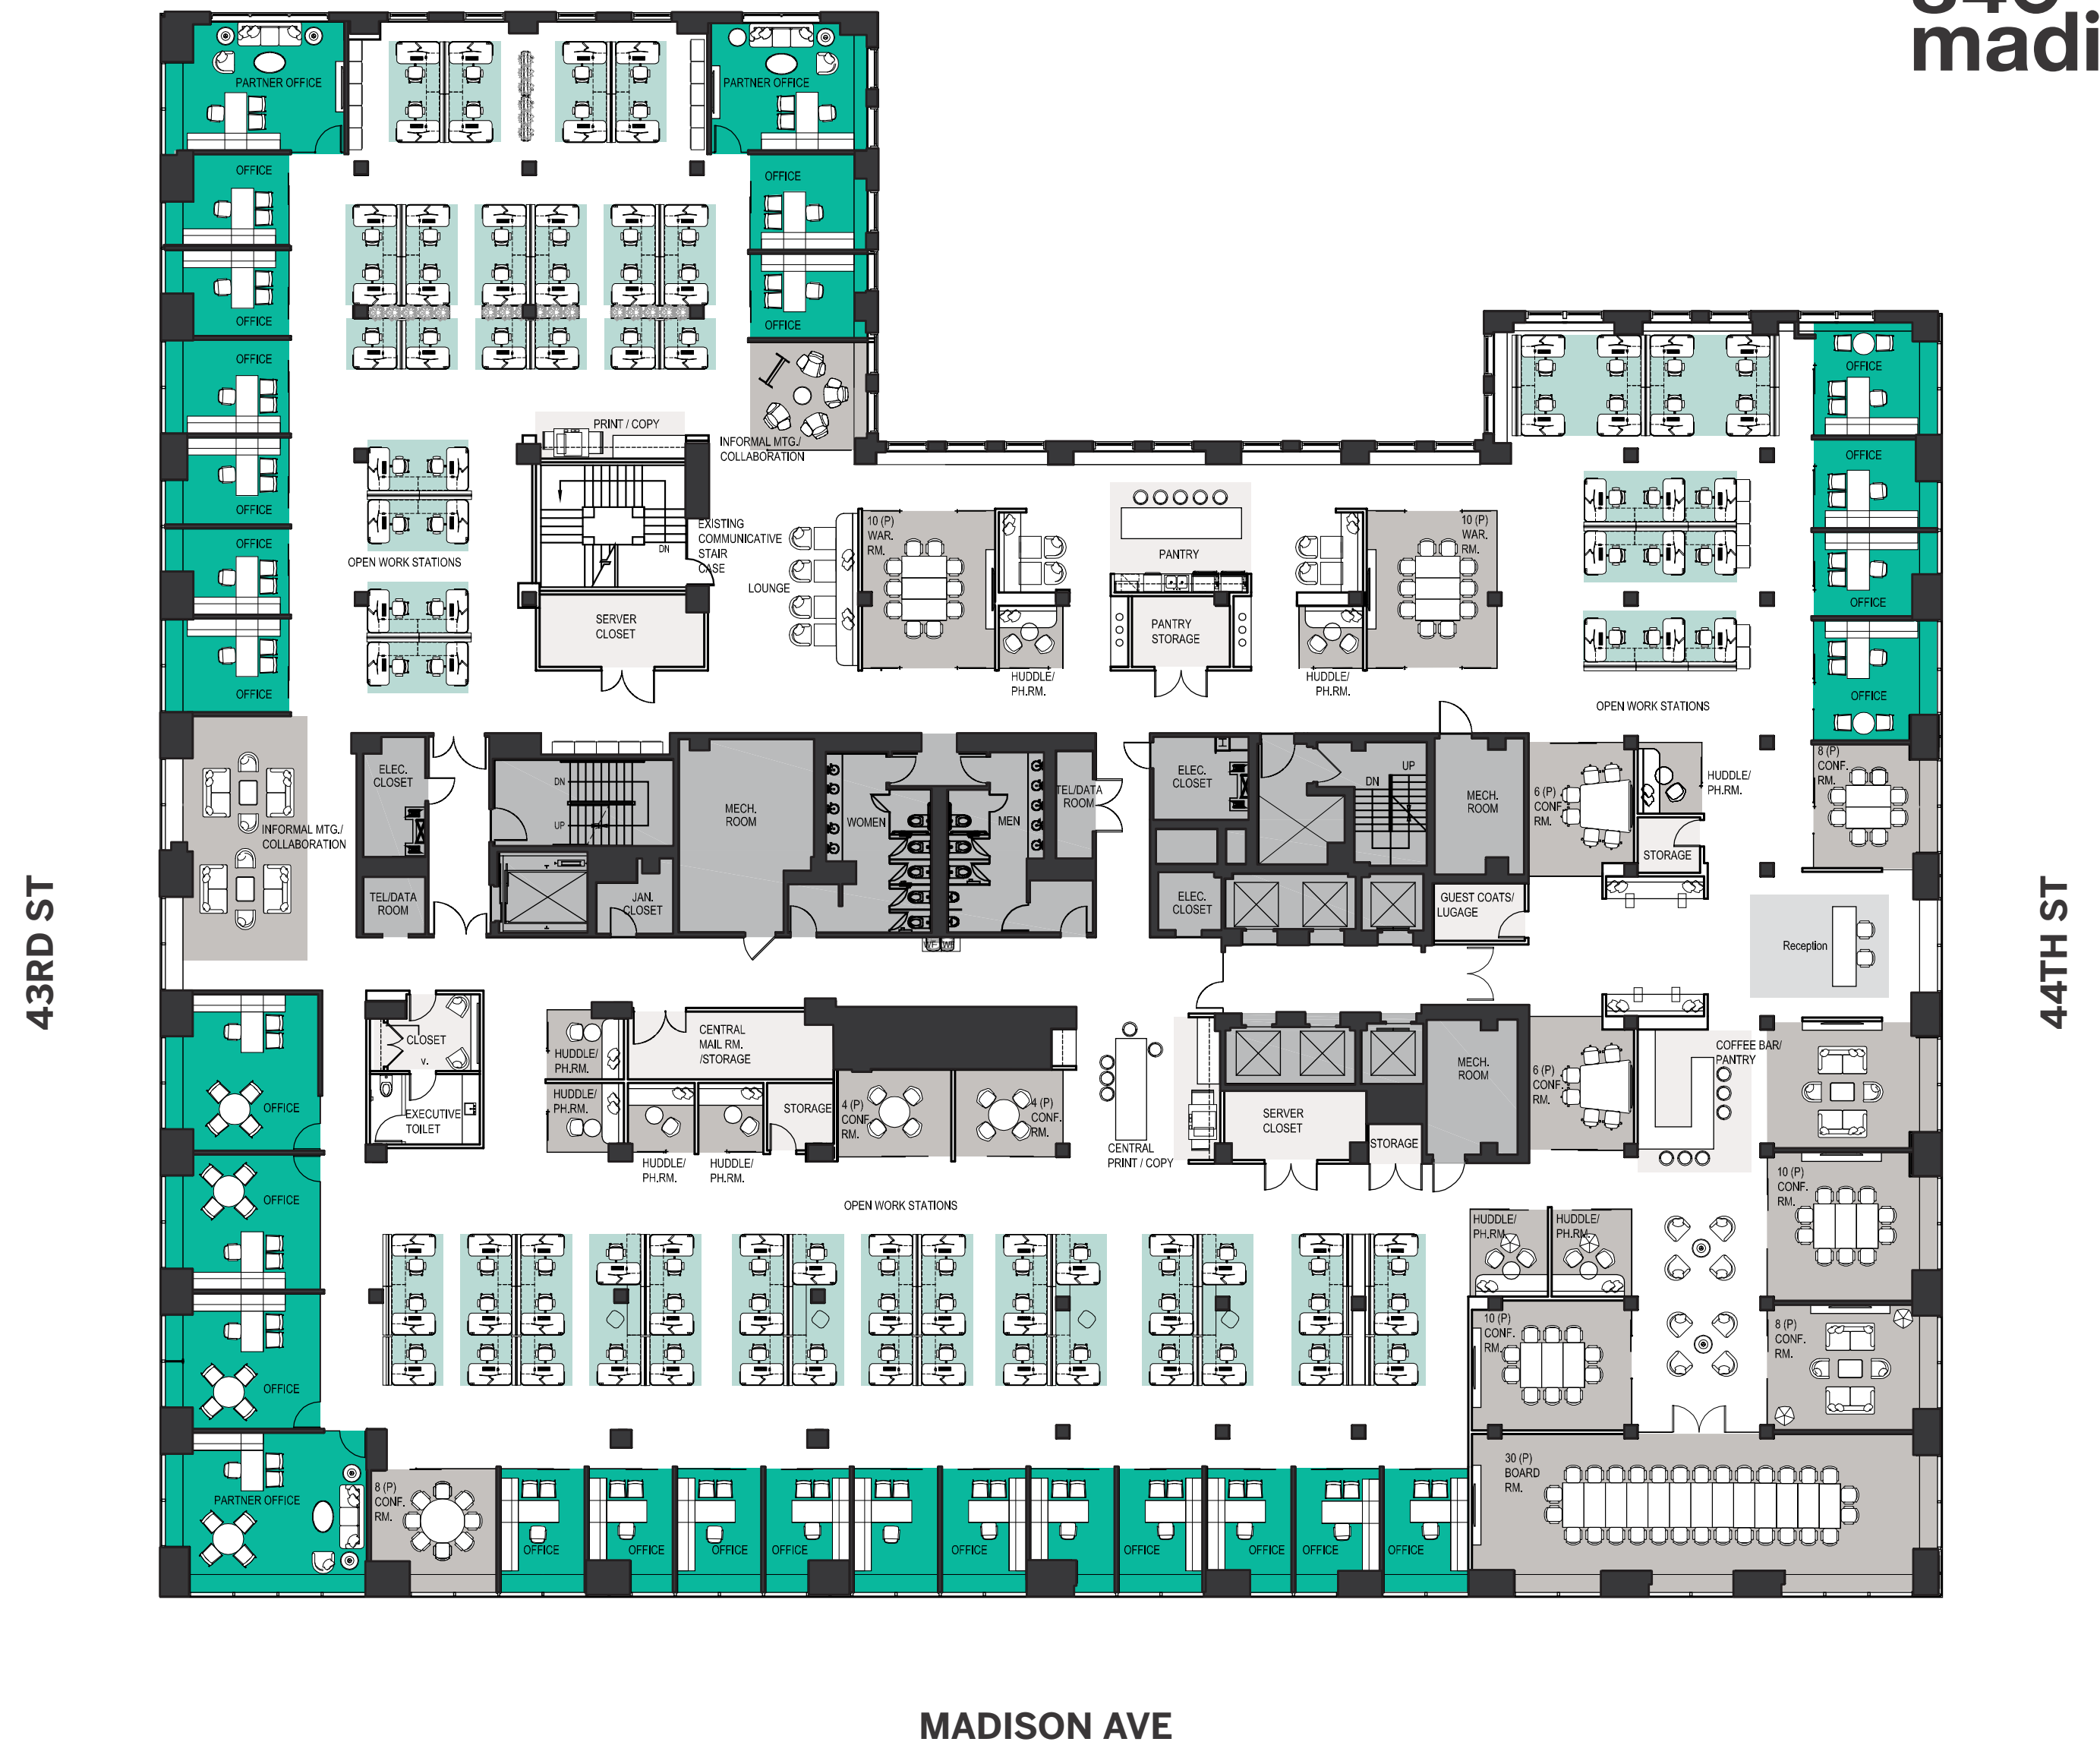 madi
PARTNER OFFICE
PARTNER OFFICE
OFFICE
OFFICE
OFFICE
OFFICE
OFFICE
OFFICE
OFFICE
OFFICE
OFFICE
OFFICE
PRINT / COPY
INFORMAL MTG./
COLLABORATION
OFFICE
OFFICE
10 (P)
WAR.
RM.
10 (P)
WAR.
RM.
EXISTING
COMMUNICATIVE
STAIR
CASE
DN
PANTRY
OPEN WORK STATIONS
LOUNGE
OFFICE
SERVER
CLOSET
PANTRY
STORAGE
HUDDLE/
PH.RM.
HUDDLE/
PH.RM.
OFFICE
OPEN WORK STATIONS
ELEC.
CLOSET
DN
UP
MECH.
ROOM
WOMEN
MEN
TEL/DATA
ROOM
ELEC.
CLOSET
UP
DN
MECH.
ROOM
6 (P)
CONF.
RM.
HUDDLE/
PH.RM.
8 (P)
CONF.
RM.
INFORMAL MTG./
COLLABORATION
STORAGE
TEL/DATA
ROOM
JAN.
CLOSET
ELEC.
CLOSET
GUEST COATS/
LUGAGE
Reception
WF
WF
43RD ST
44TH ST
CLOSET
v.
HUDDLE/
PH.RM.
CENTRAL
MAIL RM.
/STORAGE
MECH.
ROOM
6 (P)
CONF.
RM.
COFFEE BAR/
PANTRY
OFFICE
EXECUTIVE
TOILET
HUDDLE/
PH.RM.
STORAGE
4 (P)
CONF.
RM.
4 (P)
CONF.
RM.
SERVER
CLOSET
STORAGE
CENTRAL
PRINT / COPY
HUDDLE/
PH.RM.
HUDDLE/
PH.RM.
10 (P)
CONF.
RM.
OFFICE
OPEN WORK STATIONS
HUDDLE/
PH.RM.
HUDDLE/
PH.RM.
OFFICE
10 (P)
CONF.
RM.
8 (P)
CONF.
RM.
PARTNER OFFICE
8 (P)
CONF.
RM.
30 (P)
BOARD
RM.
OFFICE
OFFICE
OFFICE
OFFICE
OFFICE
OFFICE
OFFICE
OFFICE
OFFICE
MADISON AVE